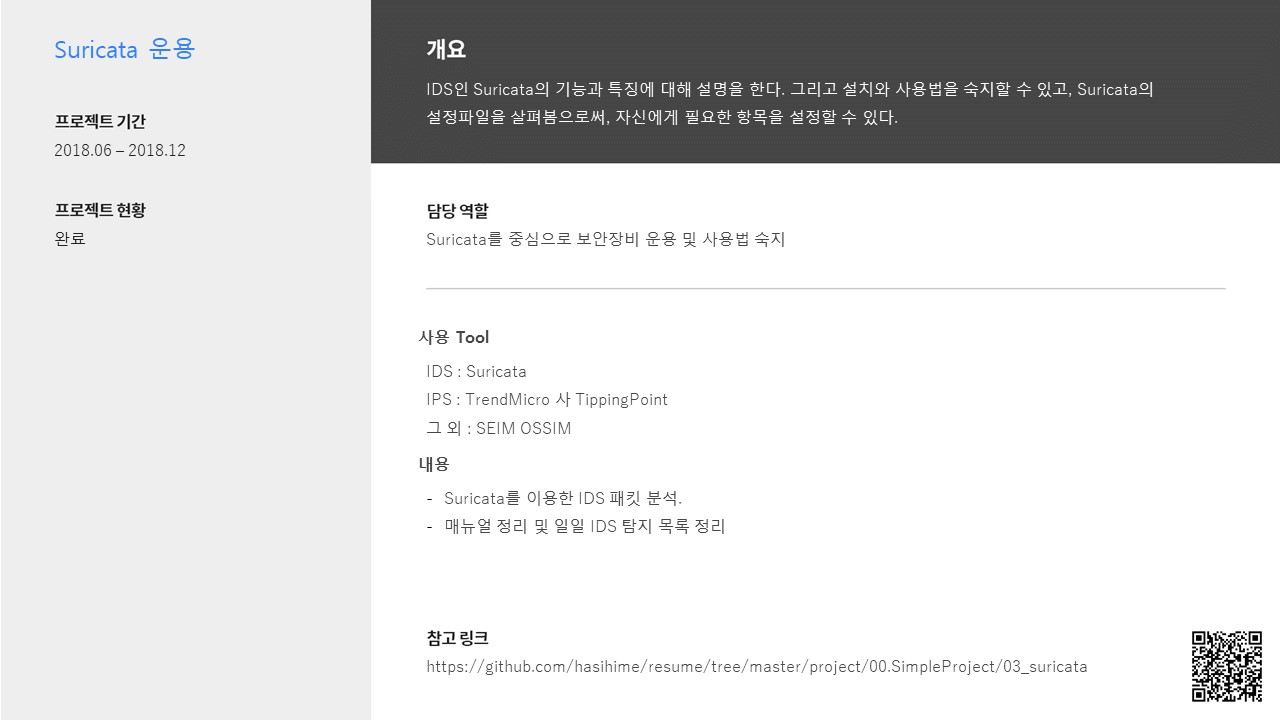 Suricata 운용
프로젝트 기간
2018.06 – 2018.12
프로젝트 현황
완료
개요
IDS인 Suricata의 기능과 특징에 대해 설명을 한다. 그리고 설치와 사용법을 숙지할 수 있고, Suricata의
설정파일을 살펴봄으로써, 자신에게 필요한 항목을 설정할 수 있다.
담당 역할
Suricata를 중심으로 보안장비 운용 및 사용법 숙지
사용 Tool
IDS : Suricata
IPS : TrendMicro 사 TippingPoint
그 외 : SEIM OSSIM
내용
- Suricata를 이용한 IDS 패킷 분석.
- 매뉴얼 정리 및 일일 IDS 탐지 목록 정리
참고 링크
https://github.com/hasihime/resume/tree/master/project/00.SimpleProject/03_suricata